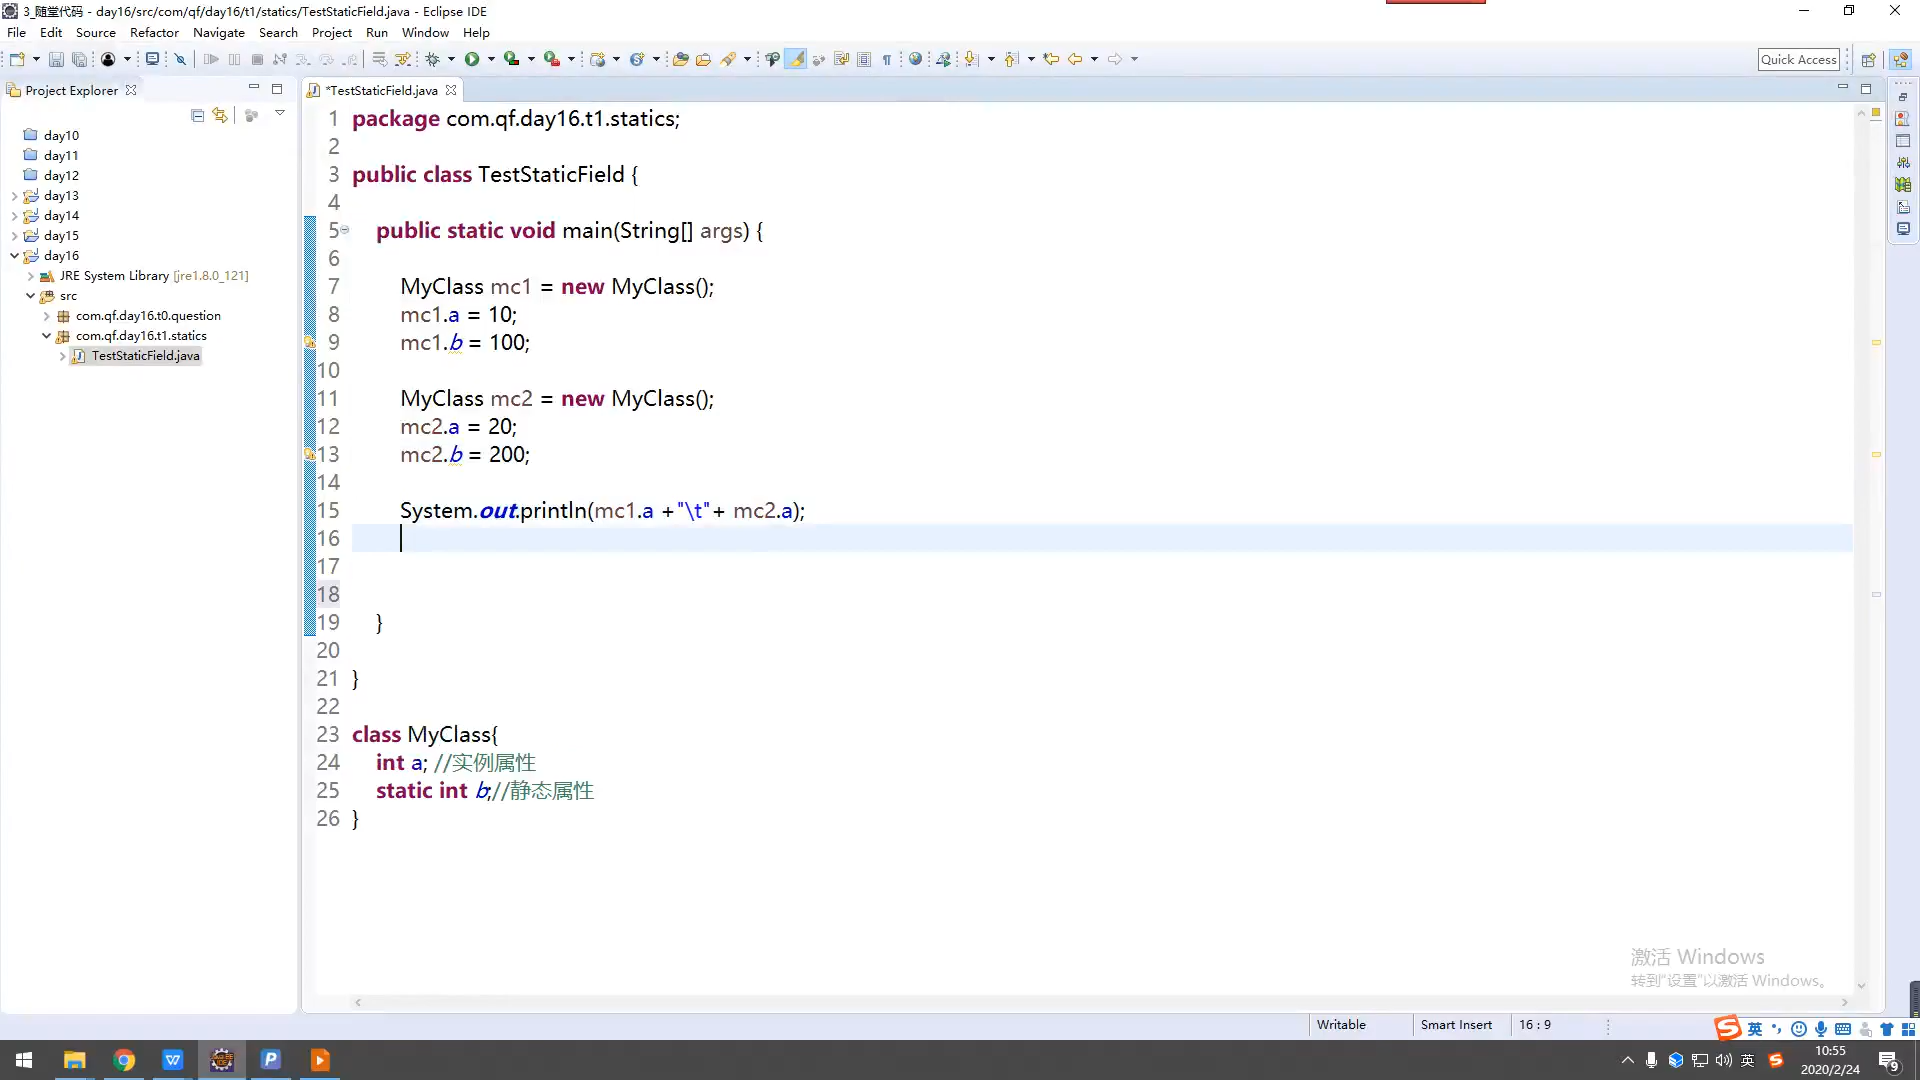 3_随堂代码 - day16/src/com/qf/day16/t1/statics/TestStaticField.java - Eclipse IDE
File Edit Source Refactor Navigate Search Project Run Window Help
Quick Access
Project Explorer
*TestStaticField.java
day10
day11
day12
day13
day14
day15
day16
JRE System Library [jre1.8.0_121]
src
com.qf.day16.t0.question
com.qf.day16.t1.statics
TestStaticField.java
1 package com.qf.day16.t1.statics;
2
3 public class TestStaticField {
4
5 public static void main(String[] args) {
6
7 MyClass mc1 = new MyClass();
8 mc1.a = 10;
9 mc1.b = 100;
10
11 MyClass mc2 = new MyClass();
12 mc2.a = 20;
13 mc2.b = 200;
14
15 System.out.println(mc1.a +"\t"+ mc2.a);
16
17
18
19 }
20
21 }
22
23 class MyClass{
24 int a; //实例属性
25 static int b;//静态属性
26 }
激活 Windows
转到"设置"以激活 Windows。
Writable
Smart Insert
16 : 9
英
英
10:55
2020/2/24
9